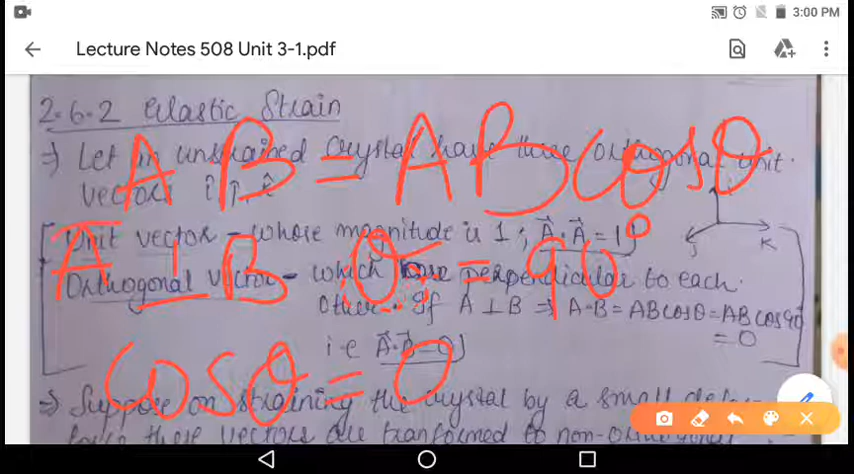 3:00 PM
Lecture Notes 508 Unit 3-1.pdf
2.6.2 Elastic Strain
⇒ Let in unstrained crystal have three orthogonal unit
vectors î, ĵ, k̂
A B = AB cosθ
[Unit vector - whose magnitude is 1; A⃗.A⃗ = 1
J K
A ⊥ B θ = 90°
Orthogonal vector - which are perpendicular to each
other. If A ⊥ B ⇒ A·B = ABCosθ = ABCos90
= 0
i.e A⃗.B⃗ = 0]
cosθ = 0
⇒ Suppose on straining the crystal by a small
these vectors are transformed to non-